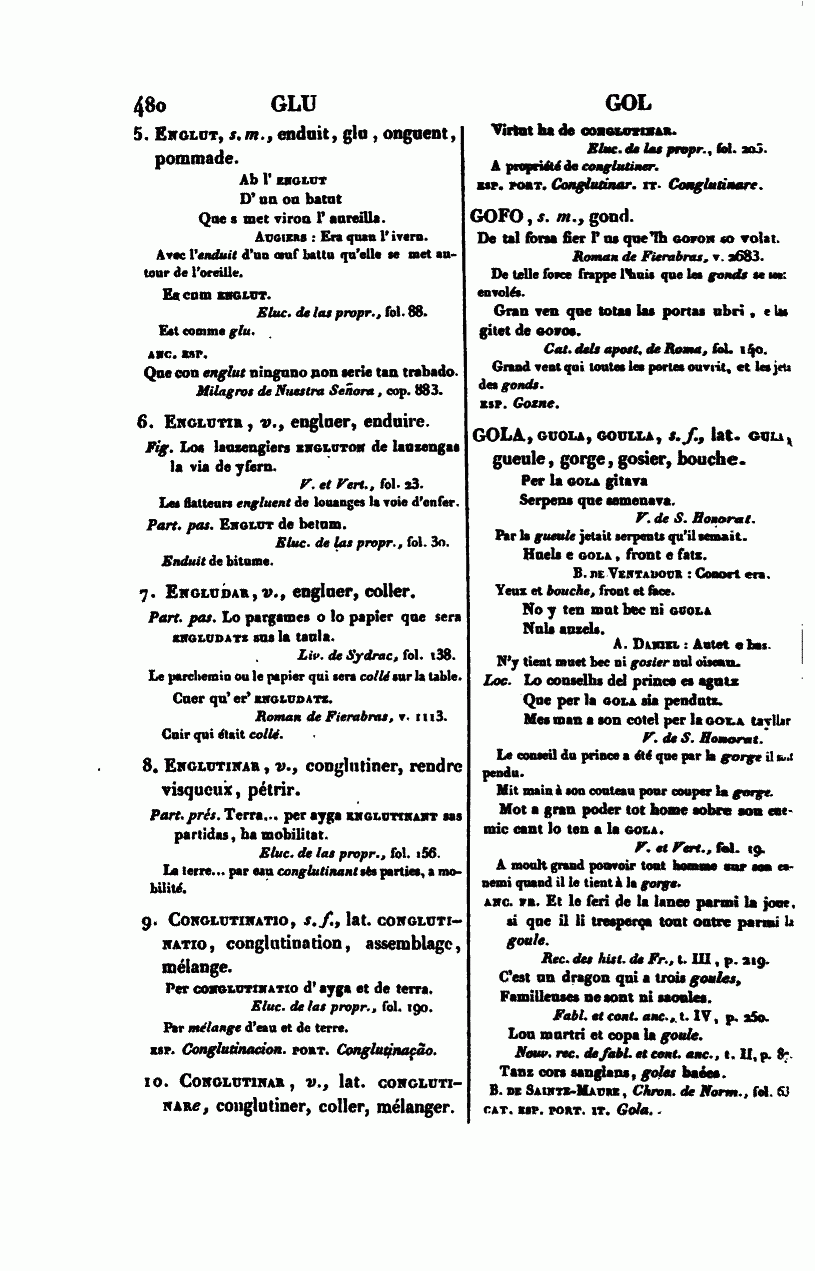 480
GLU
GOL
5. ENGLUT, s. m., enduit, glu, onguent,
pommade.
Ab l' ENGLUT
D' un ou batut
Que s met viron l' aureilla.
AUGIERS : Era quan l' ivern.
Avec l'enduit d'un œuf battu qu'elle se met au-
tour de l'oreille.
Es com ENGLUT.
Eluc. de las propr., fol. 88.
Est comme glu.
ANC. ESP.
Que con englut ninguno non serie tan trabado.
Milagros de Nuestra Señora, cop. 883.
6. ENGLUTIR, v., engluer, enduire.
Fig. Los lauzengiers ENGLUTON de lauzengas
la via de yfern.
V. et Vert., fol. 23.
Les flatteurs engluent de louanges la voie d'enfer.
Part. pas. ENGLUT de betum.
Eluc. de las propr., fol. 30.
Enduit de bitume.
7. ENGLUDAR, v., engluer, coller.
Part. pas. Lo pargames o lo papier que sera
ENGLUDATZ sus la taula.
Liv. de Sydrac, fol. 138.
Le parchemin ou le papier qui sera collé sur la table.
Cuer qu' er' ENGLUDATZ.
Roman de Fierabras, v. 1113.
Cuir qui était collé.
8. ENGLUTINAR, v., conglutiner, rendre
visqueux, pétrir.
Part. prés. Terra... per ayga ENGLUTINANT sas
partidas, ha mobilitat.
Eluc. de las propr., fol. 156.
La terre... par eau conglutinant ses parties, a mo-
bilité.
9. CONGLUTINATIO, s. f., lat. CONGLUTI-
NATIO, conglutination, assemblage,
mélange.
Per CONGLUTINATIO d' ayga et de terra.
Eluc. de las propr., fol. 190.
Par mélange d'eau et de terre.
ESP. Conglutinacion. PORT. Conglutinação.
10. CONGLUTINAR, v., lat. CONGLUTI-
NARe, conglutiner, coller, mélanger.
Virtut ha de CONGLUTINAR.
Eluc. de las propr., fol. 205.
A propriété de conglutiner.
ESP. PORT. Conglutinar. IT. Conglutinare.
GOFO, s. m., gond.
De tal forsa fier l' us que 'lh GOFON so volat.
Roman de Fierabras, v. 2683.
De telle force frappe l'huis que les gonds se sont
envolés.
Gran ven que totas las portas ubri, e las
gitet de GOFOS.
Cat. dels apost. de Roma, fol. 140.
Grand vent qui toutes les portes ouvrit, et les jeta
des gonds.
ESP. Gozne.
GOLA, GUOLA, GOULLA, s. f., lat. GULA,
gueule, gorge, gosier, bouche.
Per la GOLA gitava
Serpens que semenava.
V. de S. Honorat.
Par la gueule jetait serpents qu'il semait.
Huels e GOLA, front e fatz.
B. DE VENTADOUR : Conort era.
Yeux et bouche, front et face.
No y ten mut bec ni GUOLA
Nuls auzels.
A. DANIEL : Autet e bas.
N'y tient muet bec ni gosier nul oiseau.
Loc. Lo conselhs del prince es agutz
Que per la GOLA sia pendutz.
Mes man a son cotel per la GOLA tayllar
V. de S. Honorat.
Le conseil du prince a été que par la gorge il soit
pendu.
Mit main à son couteau pour couper la gorge.
Mot a gran poder tot home sobre son ene-
mic cant lo ten a la GOLA.
V. et Vert., fol. 19.
A moult grand pouvoir tout homme sur son en-
nemi quand il le tient à la gorge.
ANC. FR. Et le feri de la lance parmi la joue,
si que il li tresperça tout outre parmi la
goule.
Rec. des hist. de Fr., t. III, p. 219.
C'est un dragon qui a trois goules,
Familleuses ne sont ni saoules.
Fabl. et cont. anc., t. IV, p. 250.
Lou murtri et copa la goule.
Nouv. rec. de fabl. et cont. anc., t. II, p. 87.
Tanz cors sanglans, goles baées.
B. DE SAINTE-MAURE, Chron. de Norm., fol. 63
CAT. ESP. PORT. IT. Gola.